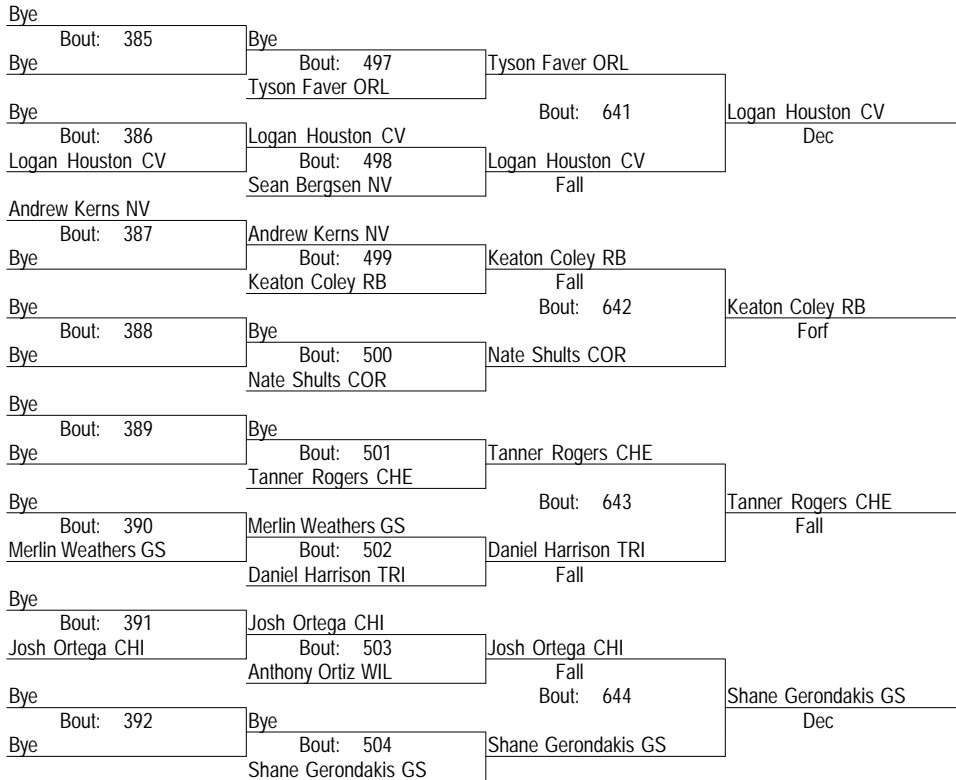 Bye
Bout: 385 Bye
Bye Bout: 497 Tyson Faver ORL
Tyson Faver ORL
Bye Bout: 641 Logan Houston CV
Bout: 386 Logan Houston CV Dec
Logan Houston CV Bout: 498 Logan Houston CV
Sean Bergsen NV Fall
Andrew Kerns NV
Bout: 387 Andrew Kerns NV
Bye Bout: 499 Keaton Coley RB
Keaton Coley RB Fall
Bye Bout: 642 Keaton Coley RB
Bout: 388 Bye Forf
Bye Bout: 500 Nate Shults COR
Nate Shults COR
Bye
Bout: 389 Bye
Bye Bout: 501 Tanner Rogers CHE
Tanner Rogers CHE
Bye Bout: 643 Tanner Rogers CHE
Bout: 390 Merlin Weathers GS Fall
Merlin Weathers GS Bout: 502 Daniel Harrison TRI
Daniel Harrison TRI Fall
Bye
Bout: 391 Josh Ortega CHI
Josh Ortega CHI Bout: 503 Josh Ortega CHI
Anthony Ortiz WIL Fall
Bye Bout: 644 Shane Gerondakis GS
Bout: 392 Bye Dec
Bye Bout: 504 Shane Gerondakis GS
Shane Gerondakis GS